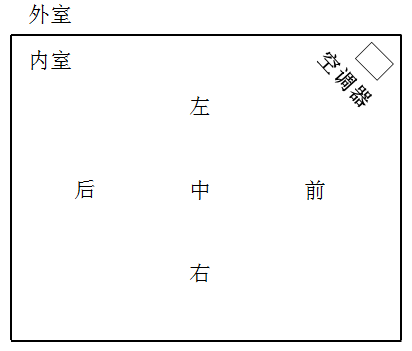 外室
内室
空调器
左
后 中 前
右